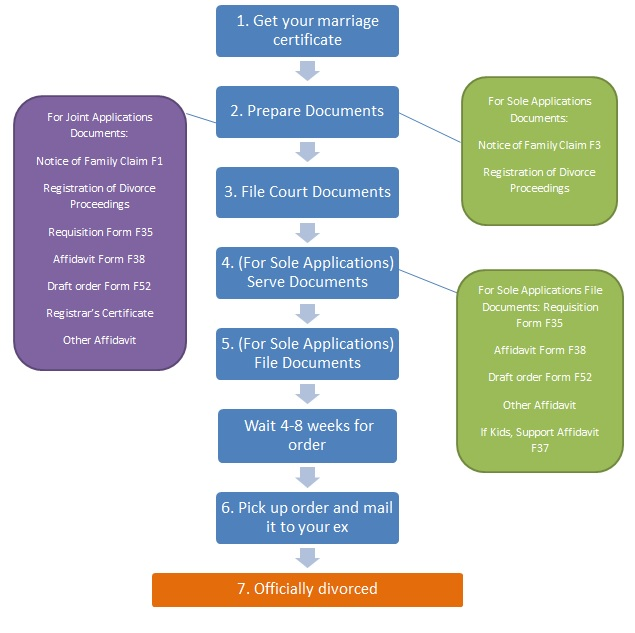 1. Get your marriage
certificate
2. Prepare Documents
For Joint Applications
Documents:
Notice of Family Claim F1
Registration of Divorce
Proceedings
Requisition Form F35
Affidavit Form F38
Draft order Form F52
Registrar's Certificate
Other Affidavit
For Sole Applications
Documents:
Notice of Family Claim F3
Registration of Divorce
Proceedings
3. File Court Documents
4. (For Sole Applications)
Serve Documents
For Sole Applications File
Documents: Requisition
Form F35
Affidavit Form F38
Draft order Form F52
Other Affidavit
If Kids, Support Affidavit
F37
5. (For Sole Applications)
File Documents
Wait 4-8 weeks for
order
6. Pick up order and mail
it to your ex
7. Officially divorced